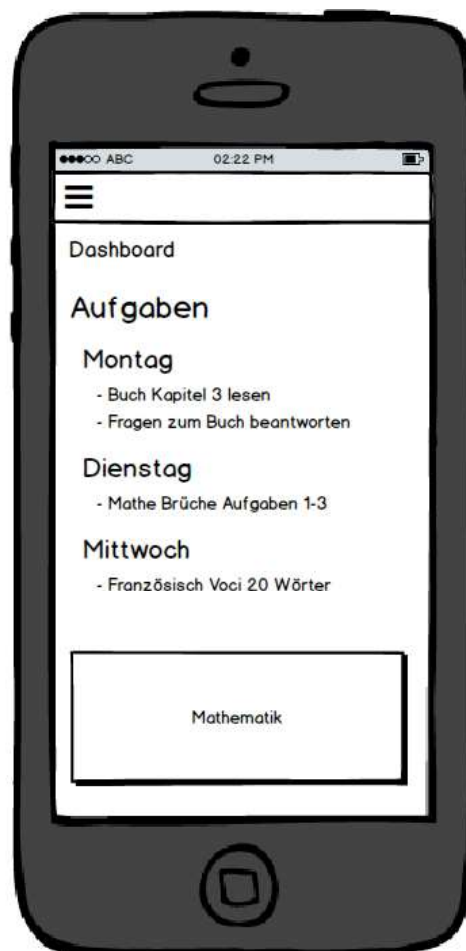 ABC 02:22 PM
Dashboard
Aufgaben
Montag
- Buch Kapitel 3 lesen
- Fragen zum Buch beantworten
Dienstag
- Mathe Brüche Aufgaben 1-3
Mittwoch
- Französisch Voci 20 Wörter
Mathematik